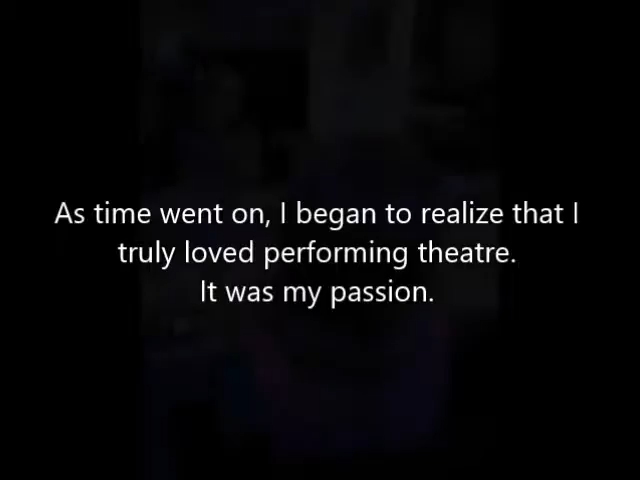 As time went on, I began to realize that I
truly loved performing theatre.
It was my passion.